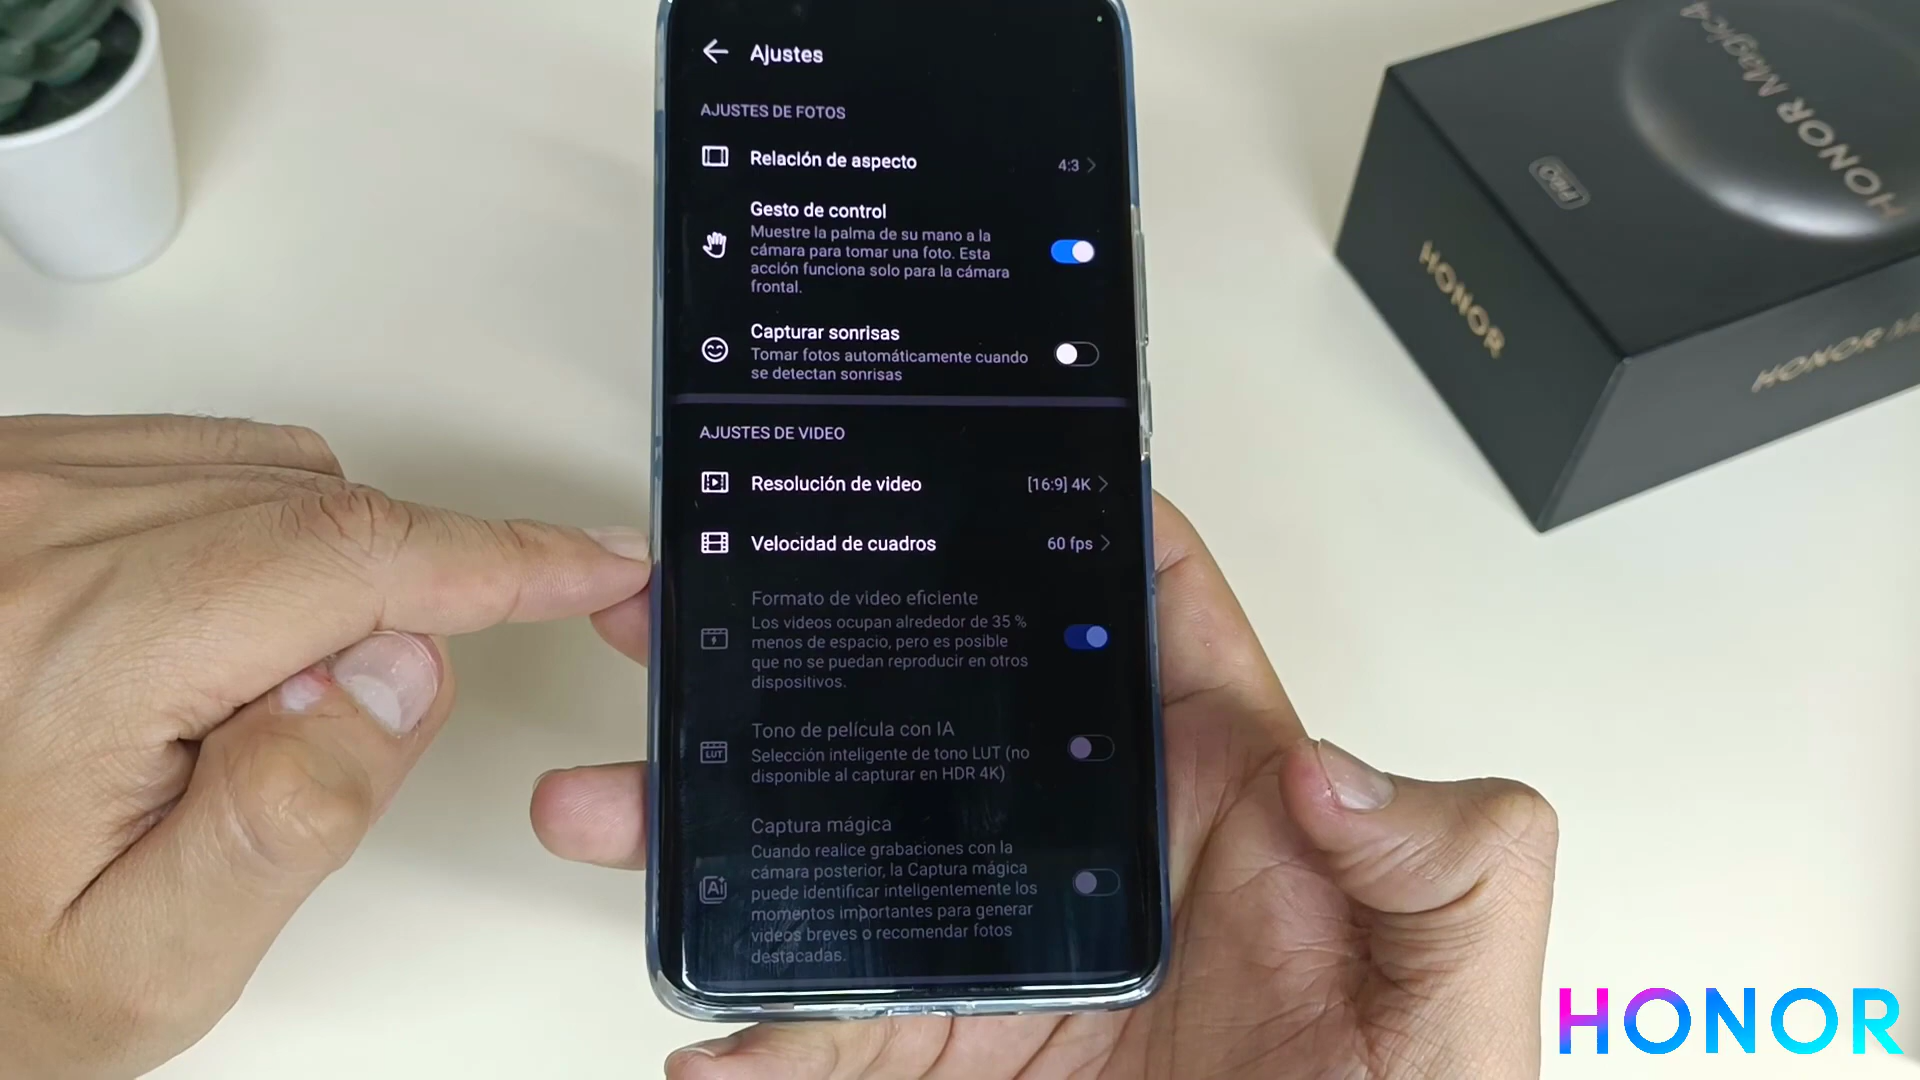 Ajustes
AJUSTES DE FOTOS
Relación de aspecto
4:3
Gesto de control
Muestre la palma de su mano a la
cámara para tomar una foto. Esta
acción funciona solo para la cámara
frontal.
Capturar sonrisas
Tomar fotos automáticamente cuando
se detectan sonrisas
AJUSTES DE VIDEO
Resolución de video
[16:9] 4K
Velocidad de cuadros
60 fps
Formato de video eficiente
Los videos ocupan alrededor de 35 %
menos de espacio, pero es posible
que no se puedan reproducir en otros
dispositivos.
Tono de película con IA
LUT
Selección inteligente de tono LUT (no
disponible al capturar en HDR 4K)
Captura mágica
Ai
Cuando realice grabaciones con la
cámara posterior, la Captura mágica
puede identificar inteligentemente los
momentos importantes para generar
videos breves o recomendar fotos
destacadas.
HONOR Magic4
PRO
HONOR
HONOR
HONOR